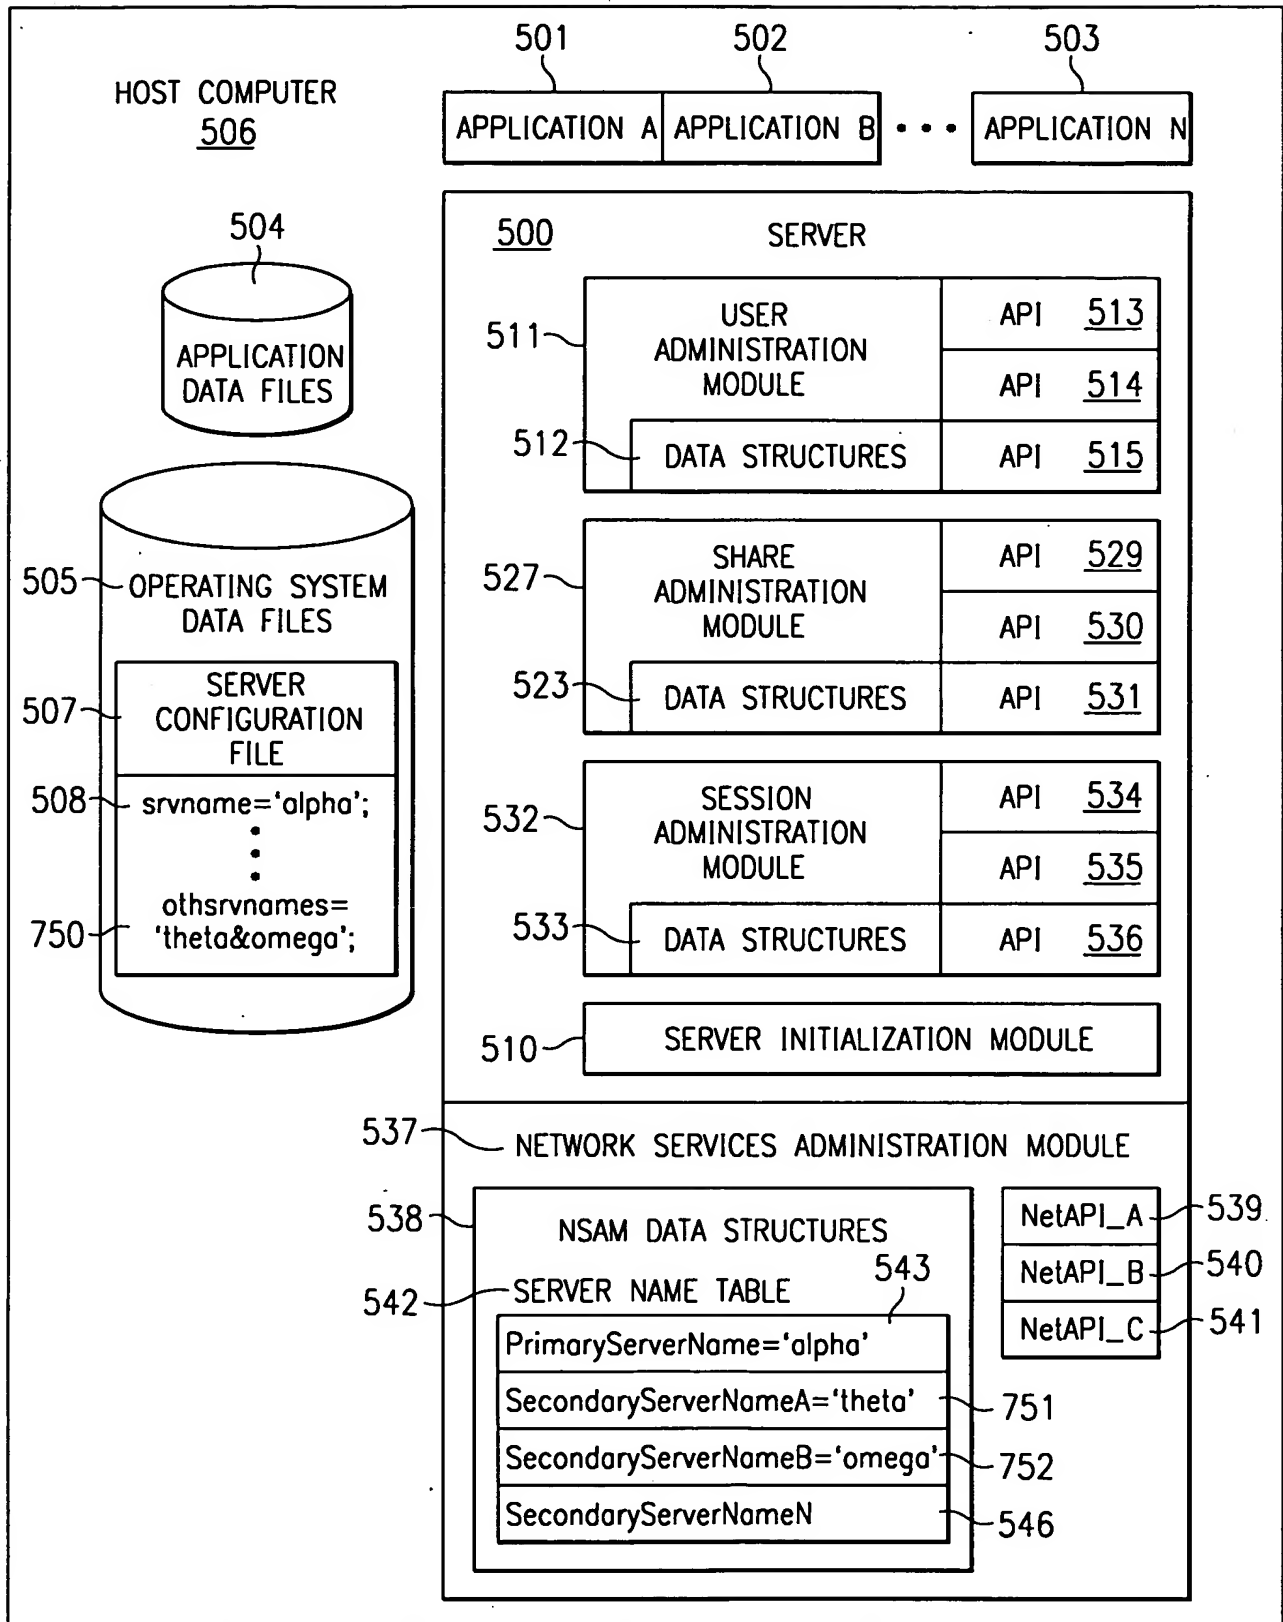 501 502 503
HOST COMPUTER
506
APPLICATION A APPLICATION B • • • APPLICATION N
504
APPLICATION
DATA FILES
500 SERVER
511
USER
ADMINISTRATION
MODULE
API 513
API 514
512
DATA STRUCTURES
API 515
505
OPERATING SYSTEM
DATA FILES
527
SHARE
ADMINISTRATION
MODULE
API 529
API 530
523
DATA STRUCTURES
API 531
507
SERVER
CONFIGURATION
FILE
508
srvname='alpha';
750
othsrvnames=
'theta&omega';
532
SESSION
ADMINISTRATION
MODULE
API 534
API 535
533
DATA STRUCTURES
API 536
510
SERVER INITIALIZATION MODULE
537
NETWORK SERVICES ADMINISTRATION MODULE
538
NSAM DATA STRUCTURES
542
SERVER NAME TABLE
543
PrimaryServerName='alpha'
SecondaryServerNameA='theta'
751
SecondaryServerNameB='omega'
752
SecondaryServerNameN
546
NetAPI_A
539
NetAPI_B
540
NetAPI_C
541